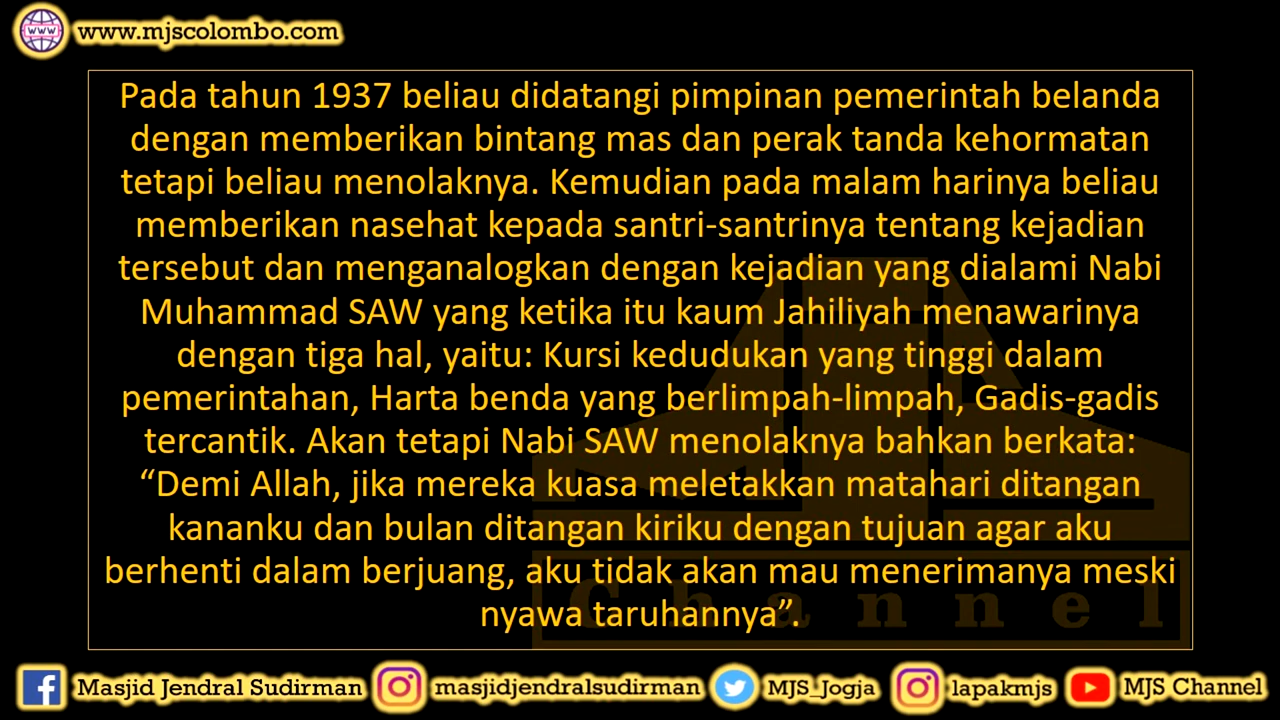 www.mjscolombo.com
Pada tahun 1937 beliau didatangi pimpinan pemerintah belanda
dengan memberikan bintang mas dan perak tanda kehormatan
tetapi beliau menolaknya. Kemudian pada malam harinya beliau
memberikan nasehat kepada santri-santrinya tentang kejadian
tersebut dan menganalogkan dengan kejadian yang dialami Nabi
Muhammad SAW yang ketika itu kaum Jahiliyah menawarinya
dengan tiga hal, yaitu: Kursi kedudukan yang tinggi dalam
pemerintahan, Harta benda yang berlimpah-limpah, Gadis-gadis
tercantik. Akan tetapi Nabi SAW menolaknya bahkan berkata:
“Demi Allah, jika mereka kuasa meletakkan matahari ditangan
kananku dan bulan ditangan kiriku dengan tujuan agar aku
berhenti dalam berjuang, aku tidak akan mau menerimanya meski
nyawa taruhannya”.
Channel
Masjid Jendral Sudirman masjidjendralsudirman MJS_Jogja lapakmjs MJS Channel